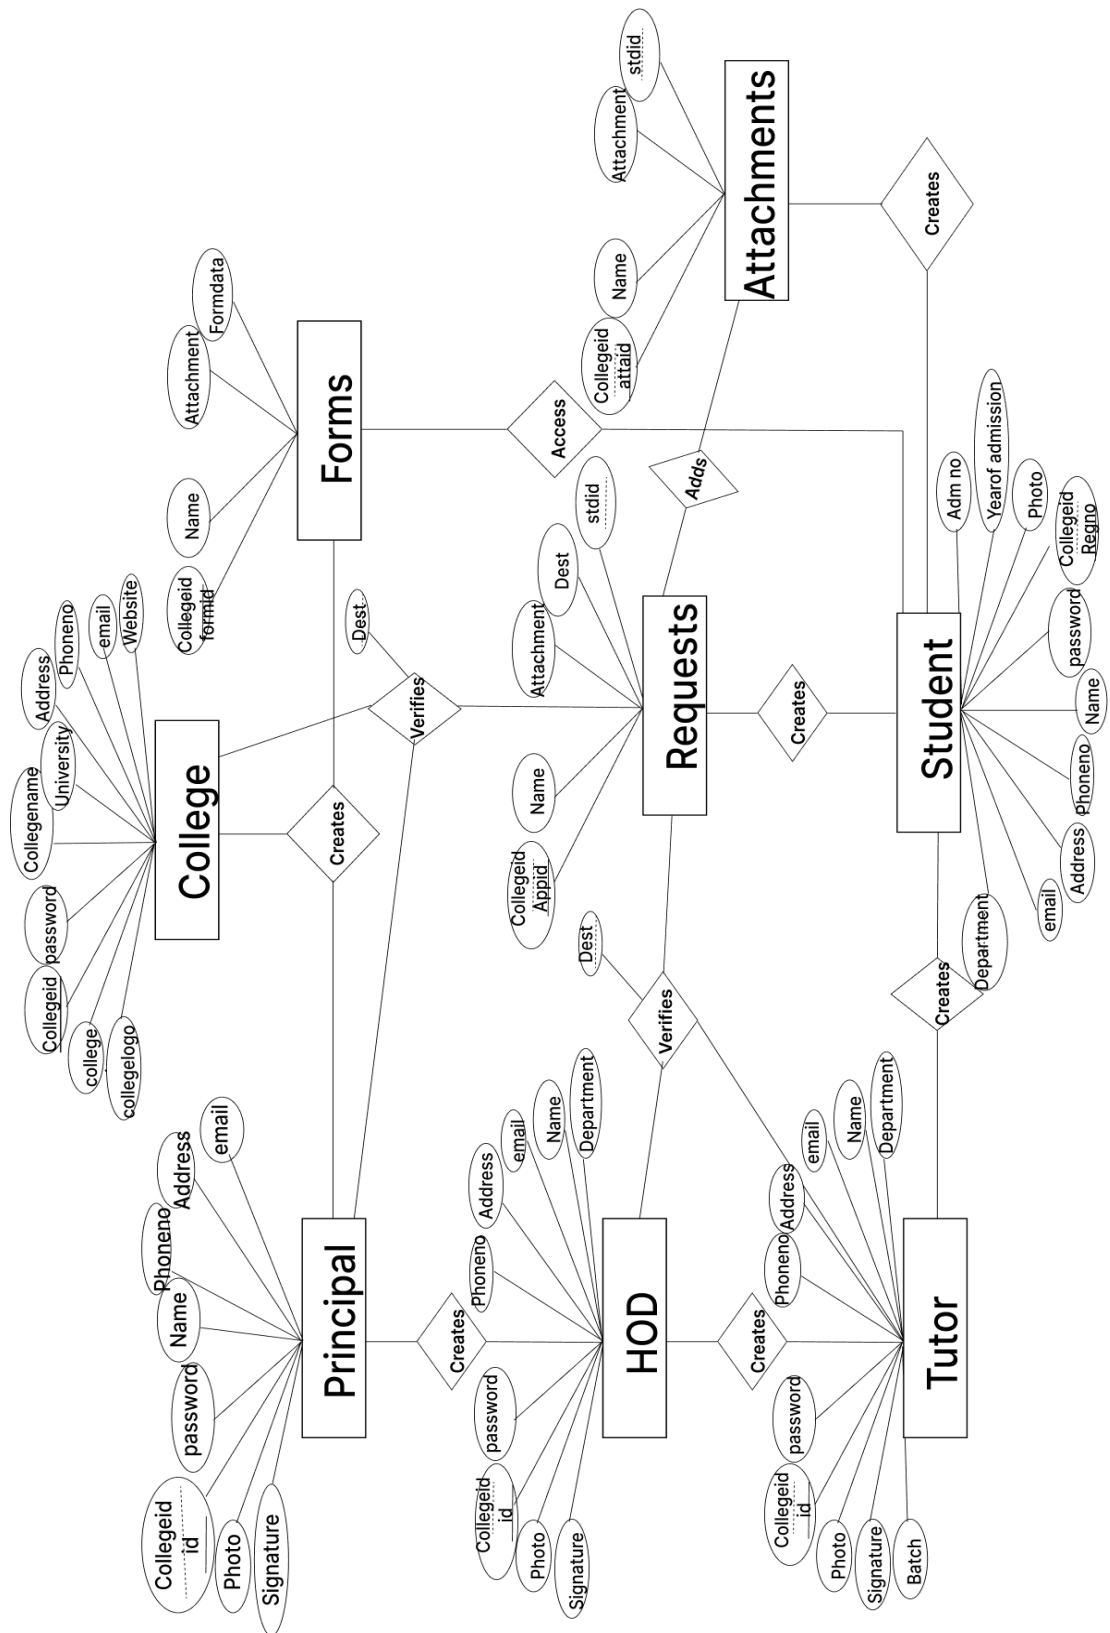 Principal
Collegeid
id
Photo
Signature
password
Name
Phoneno
Address
email
College
collegelogo
college
Collegeid
password
Collegename
University
Address
Phoneno
email
Website
Creates
Verifies
Dest
Forms
Collegeid
formid
Name
Attachment
Formdata
Access
Creates
HOD
Collegeid
id
Photo
Signature
password
Phoneno
Address
email
Name
Department
Verifies
Dest
Requests
Collegeid
Appid
Name
Attachment
Dest
stdid
Adds
Attachments
Collegeid
attaid
Name
Attachment
stdid
Creates
Tutor
Collegeid
id
Photo
Signature
Batch
password
Phoneno
Address
email
Name
Department
Creates
Creates
Student
Department
email
Address
Phoneno
Name
password
Collegeid
Regno
Photo
Yearof admission
Adm no
Creates